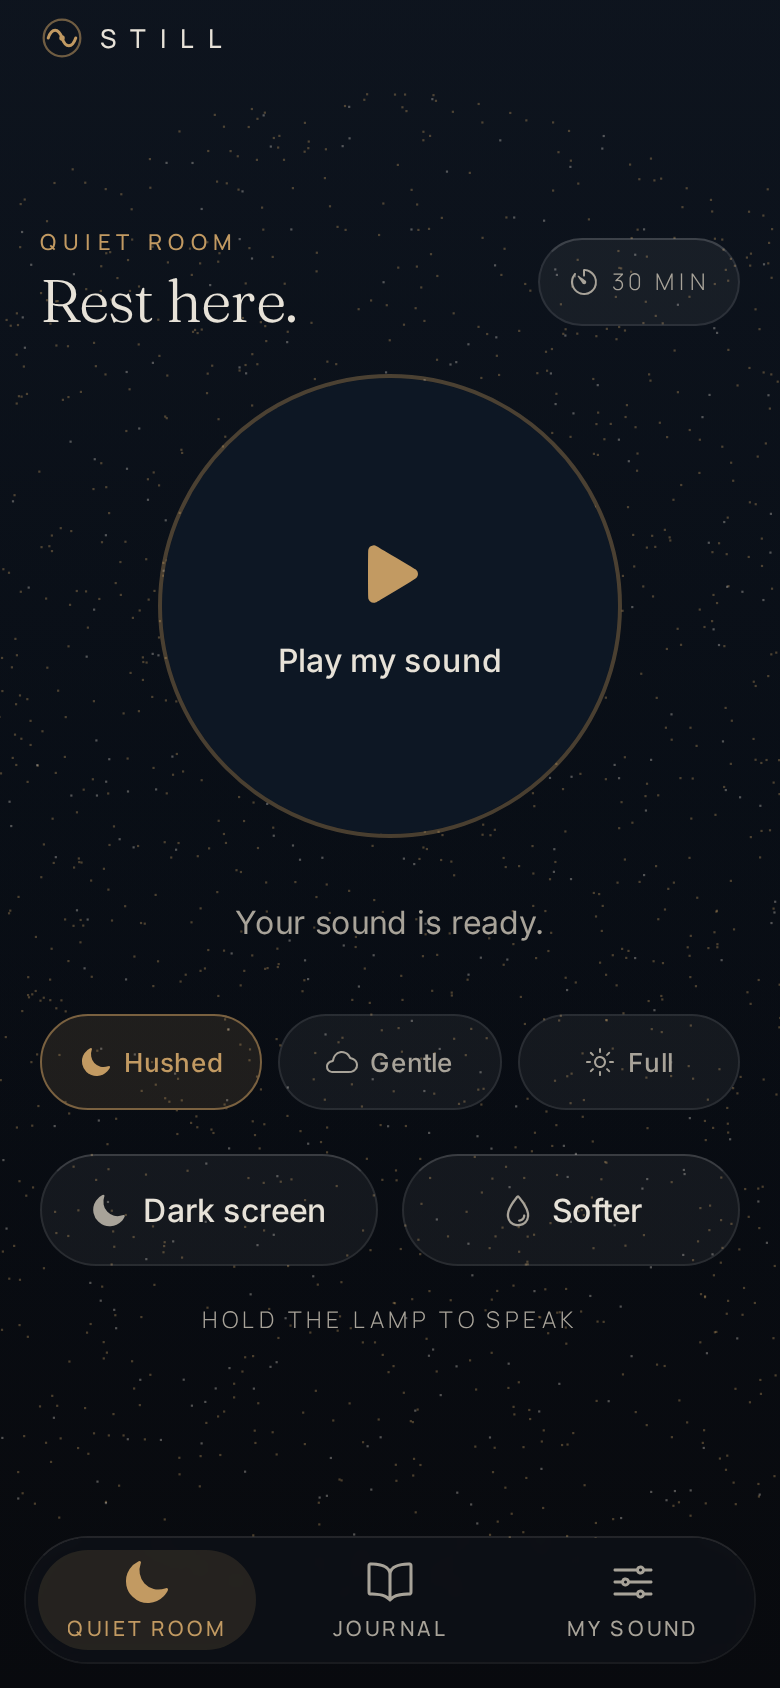 STILL
QUIET ROOM
Rest here.
30 MIN
Play my sound
Your sound is ready.
Hushed
Gentle
Full
Dark screen
Softer
HOLD THE LAMP TO SPEAK
QUIET ROOM
JOURNAL
MY SOUND